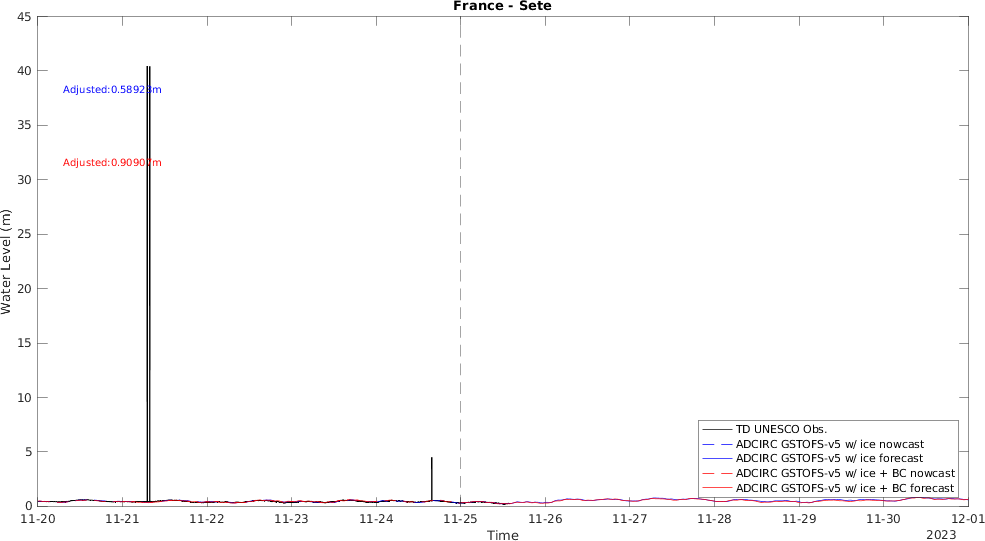 France - Sete
45
40
35
30
25
20
15
10
5
0
Water Level (m)
Adjusted:0.58923m
Adjusted:0.90907m
TD UNESCO Obs.
ADCIRC GSTOFS-v5 w/ ice nowcast
ADCIRC GSTOFS-v5 w/ ice forecast
ADCIRC GSTOFS-v5 w/ ice + BC nowcast
ADCIRC GSTOFS-v5 w/ ice + BC forecast
11-20 11-21 11-22 11-23 11-24 11-25 11-26 11-27 11-28 11-29 11-30 12-01
Time
2023